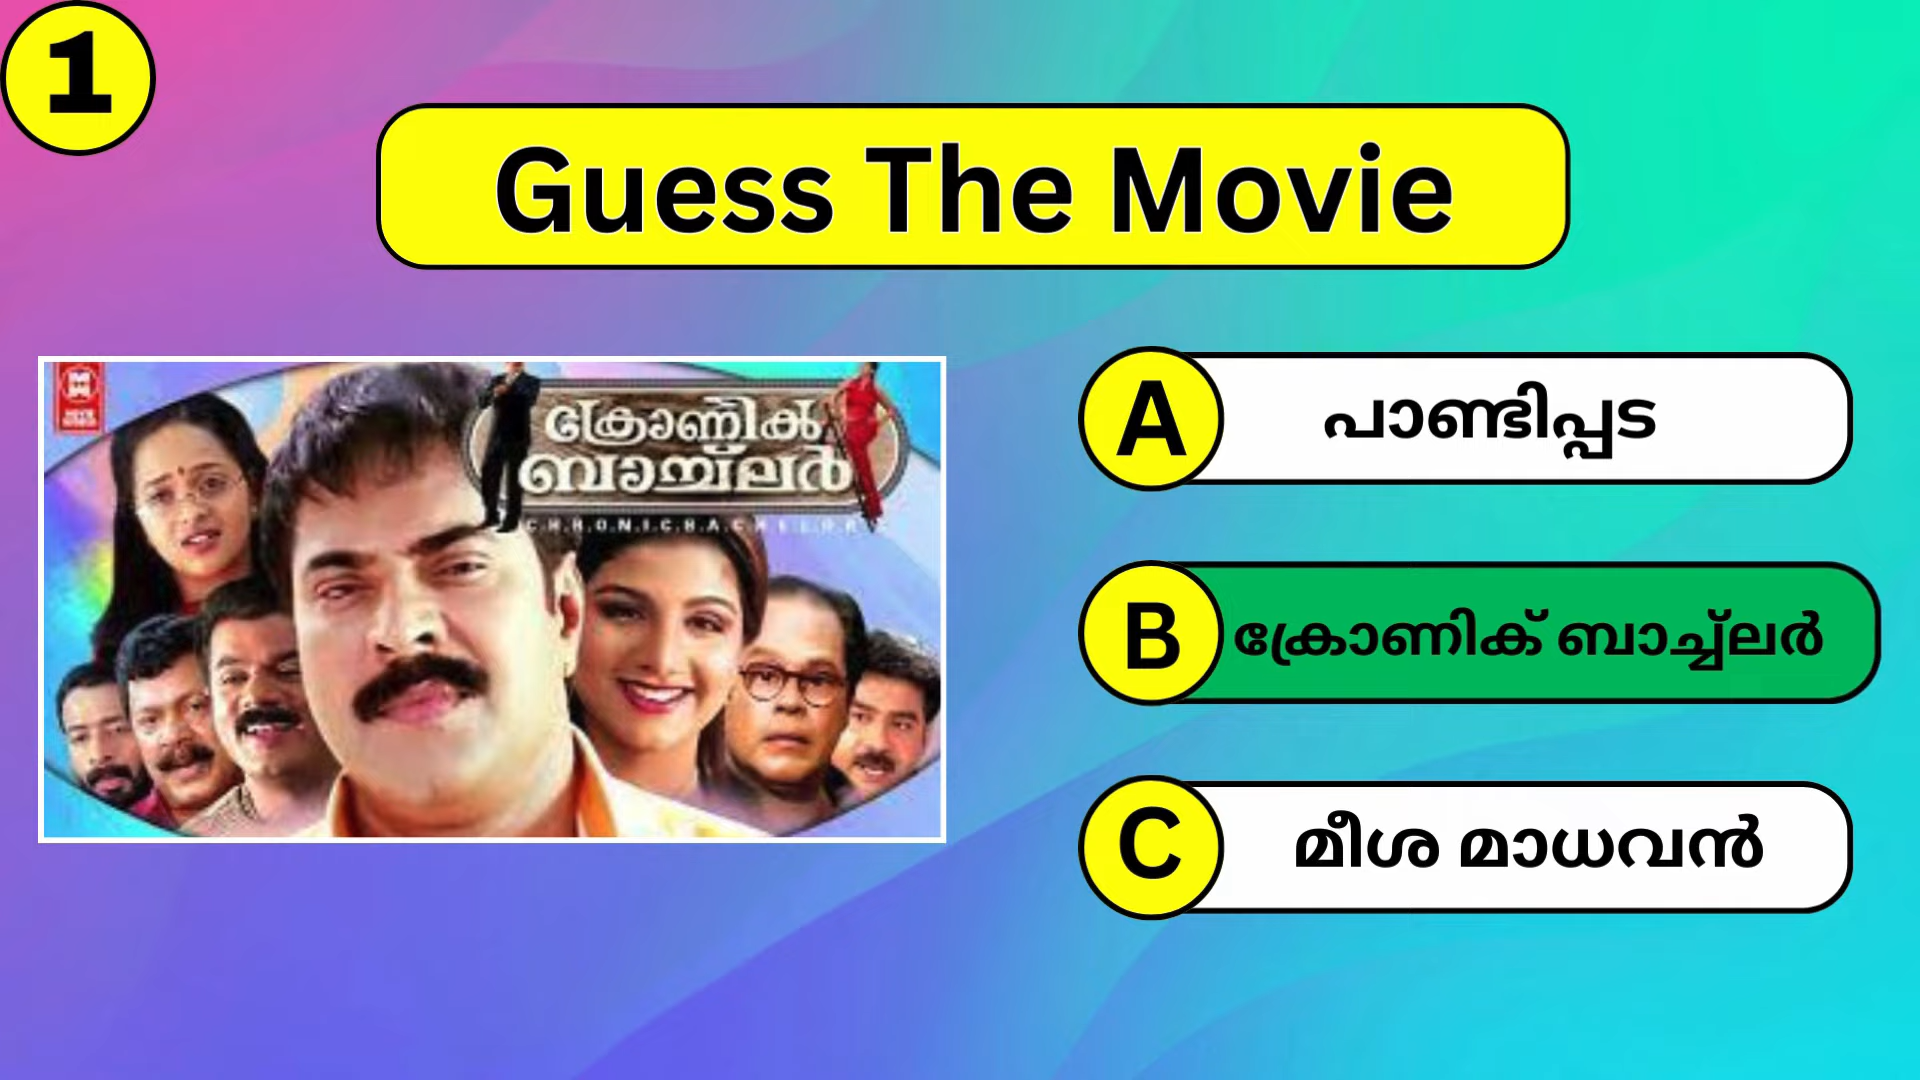 1
Guess The Movie
ക്രോണിക്
ബാച്ച്ലർ
C.H.R.O.N.I.C.B.A.C.H.E.L.O.R
A പാണ്ടിപ്പട
B ക്രോണിക് ബാച്ച്ലർ
C മീശ മാധവൻ